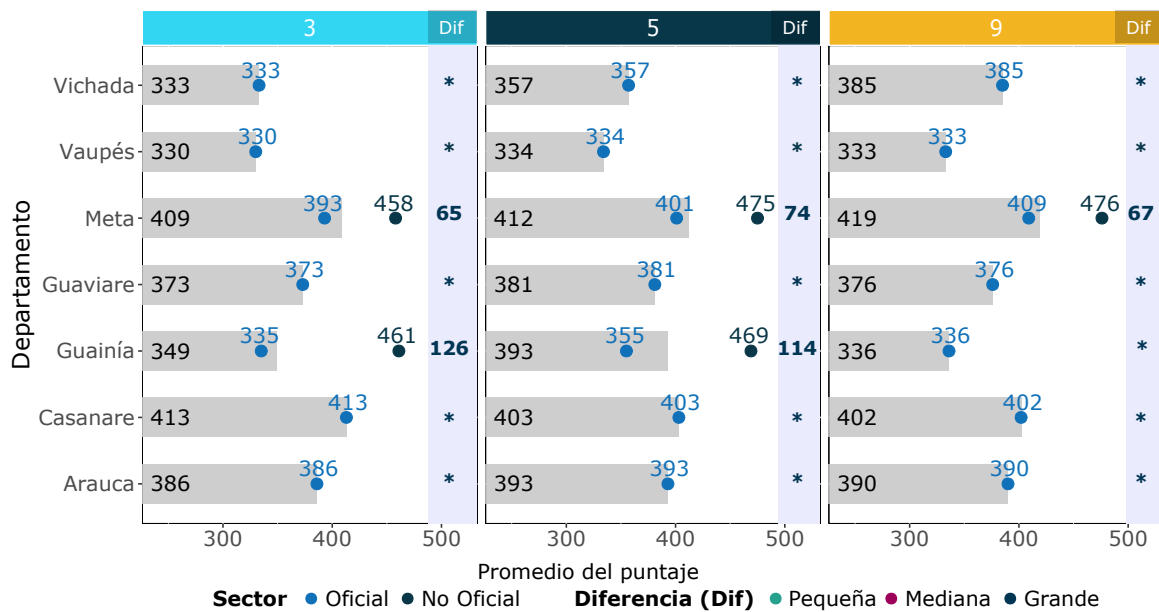 3 Dif 5 Dif 9 Dif
Vichada 333 333 * 357 357 * 385 385 *
Vaupés 330 330 * 334 334 * 333 333 *
Meta 409 393 458 65 412 401 475 74 419 409 476 67
Guaviare 373 373 * 381 381 * 376 376 *
Guainía 349 335 461 126 393 355 469 114 336 336 *
Casanare 413 413 * 403 403 * 402 402 *
Arauca 386 386 * 393 393 * 390 390 *
Departamento
300 400 500 300 400 500 300 400 500
Promedio del puntaje
Sector Oficial No Oficial Diferencia (Dif) Pequeña Mediana Grande